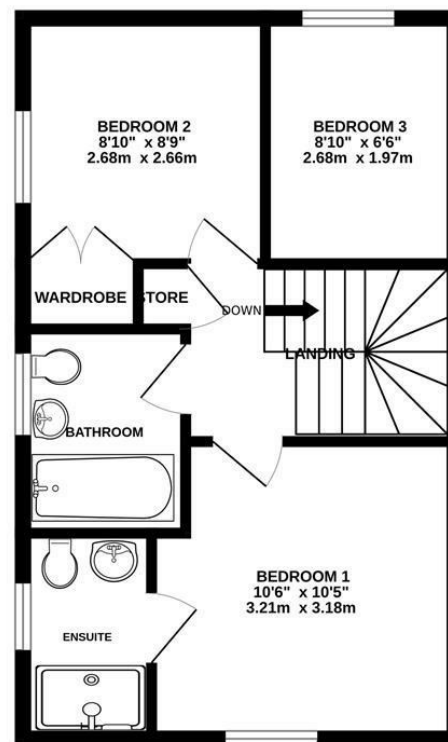 BEDROOM 2
8'10" x 8'9"
2.68m x 2.66m
BEDROOM 3
8'10" x 6'6"
2.68m x 1.97m
WARDROBE
STORE
DOWN
LANDING
BATHROOM
BEDROOM 1
10'6" x 10'5"
3.21m x 3.18m
ENSUITE